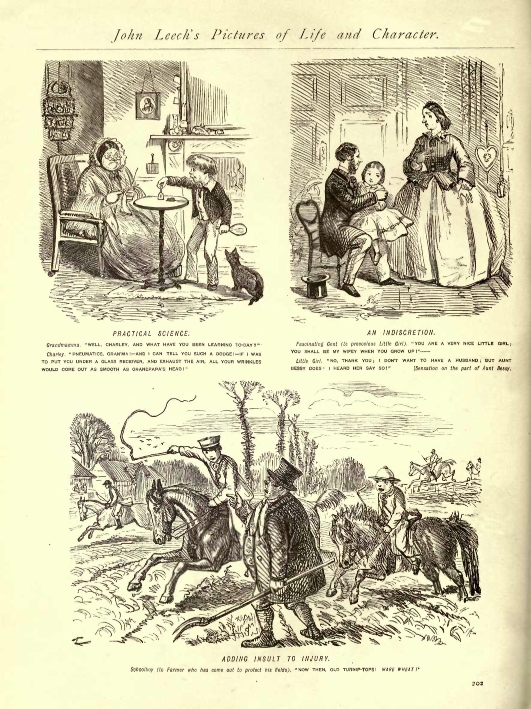 John Leech's Pictures of Life and Character.
PRACTICAL SCIENCE.
Grandmamma. "WELL, CHARLEY, AND WHAT HAVE YOU BEEN LEARNING TO-DAY?"
Charley. "PNEUMATICS, GRAN'MA!—AND I CAN TELL YOU SUCH A DODGE!—IF I WAS
TO PUT YOU UNDER A GLASS RECEIVER, AND EXHAUST THE AIR, ALL YOUR WRINKLES
WOULD COME OUT AS SMOOTH AS GRANDPAPA'S HEAD!"
AN INDISCRETION.
Fascinating Gent (to precocious Little Girl). "YOU ARE A VERY NICE LITTLE GIRL;
YOU SHALL BE MY WIFEY WHEN YOU GROW UP!"—
Little Girl. "NO, THANK YOU; I DON'T WANT TO HAVE A HUSBAND; BUT AUNT
BESSY DOES; I HEARD HER SAY SO!" [Sensation on the part of Aunt Bessy.
ADDING INSULT TO INJURY.
Schoolboy (to Farmer who has come out to protect his fields). "NOW THEN, OLD TURNIP-TOPS! WARE WHEAT!"
202